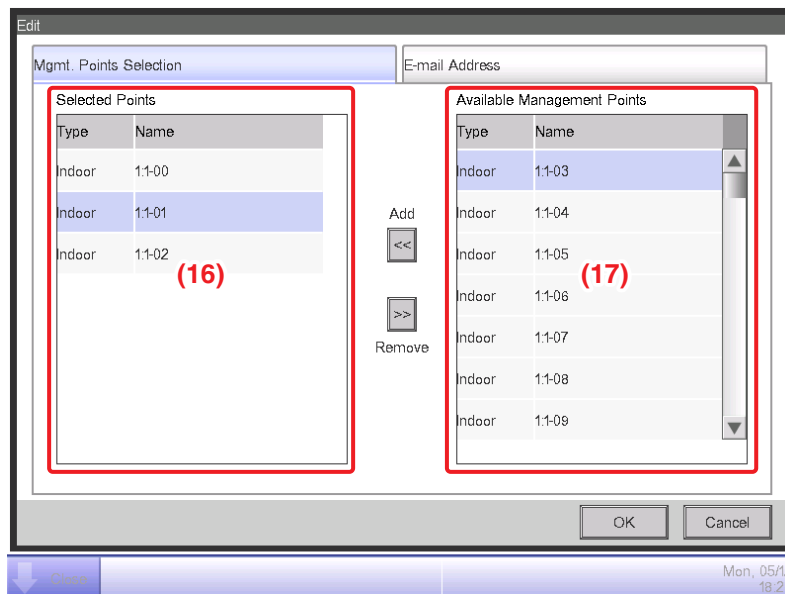 Edit
Mgmt. Points Selection
E-mail Address
Selected Points
Type Name
Indoor 1:1-00
Indoor 1:1-01
Indoor 1:1-02
(16)
Add
<<
>>
Remove
Available Management Points
Type Name
Indoor 1:1-03
Indoor 1:1-04
Indoor 1:1-05
Indoor 1:1-06
Indoor 1:1-07
Indoor 1:1-08
Indoor 1:1-09
(17)
OK Cancel
Close
Mon, 05/1
18:2